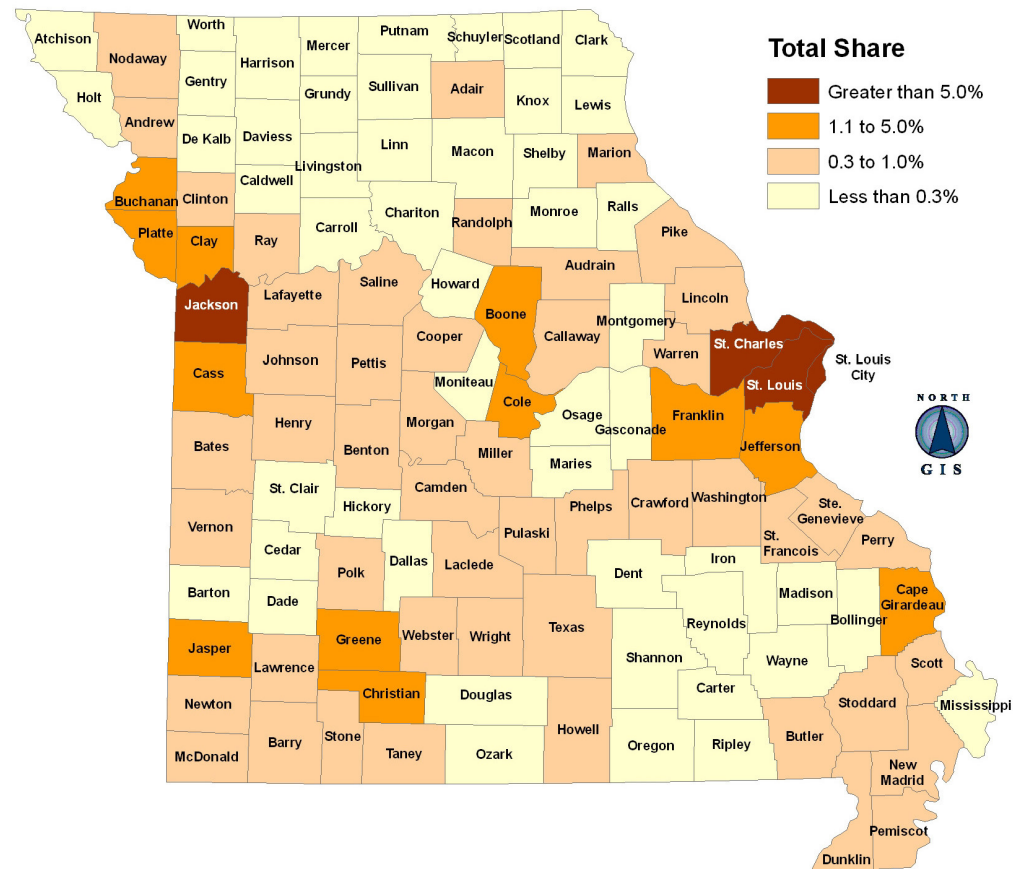 Total Share
Greater than 5.0%
1.1 to 5.0%
0.3 to 1.0%
Less than 0.3%
Atchison
Nodaway
Worth
Harrison
Mercer
Putnam
Schuyler
Scotland
Clark
Holt
Andrew
Gentry
De Kalb
Daviess
Grundy
Sullivan
Adair
Knox
Lewis
Livingston
Linn
Macon
Shelby
Marion
Buchanan
Clinton
Caldwell
Carroll
Chariton
Randolph
Monroe
Ralls
Platte
Clay
Ray
Pike
Audrain
Jackson
Lafayette
Saline
Howard
Boone
Callaway
Montgomery
Lincoln
Warren
St. Charles
St. Louis
St. Louis
City
Cass
Johnson
Pettis
Cooper
Moniteau
Cole
Osage
Gasconade
Franklin
Jefferson
NORTH
GIS
Bates
Henry
Benton
Morgan
Miller
Maries
St. Clair
Hickory
Camden
Pulaski
Phelps
Crawford
Washington
St.
Francois
Ste.
Genevieve
Perry
Vernon
Cedar
Polk
Dallas
Laclede
Dent
Iron
Madison
Bollinger
Cape
Girardeau
Barton
Dade
Greene
Webster
Wright
Texas
Shannon
Reynolds
Wayne
Jasper
Lawrence
Christian
Douglas
Howell
Carter
Stoddard
Scott
Mississippi
Newton
McDonald
Barry
Stone
Taney
Ozark
Oregon
Ripley
Butler
New
Madrid
Pemiscot
Dunklin